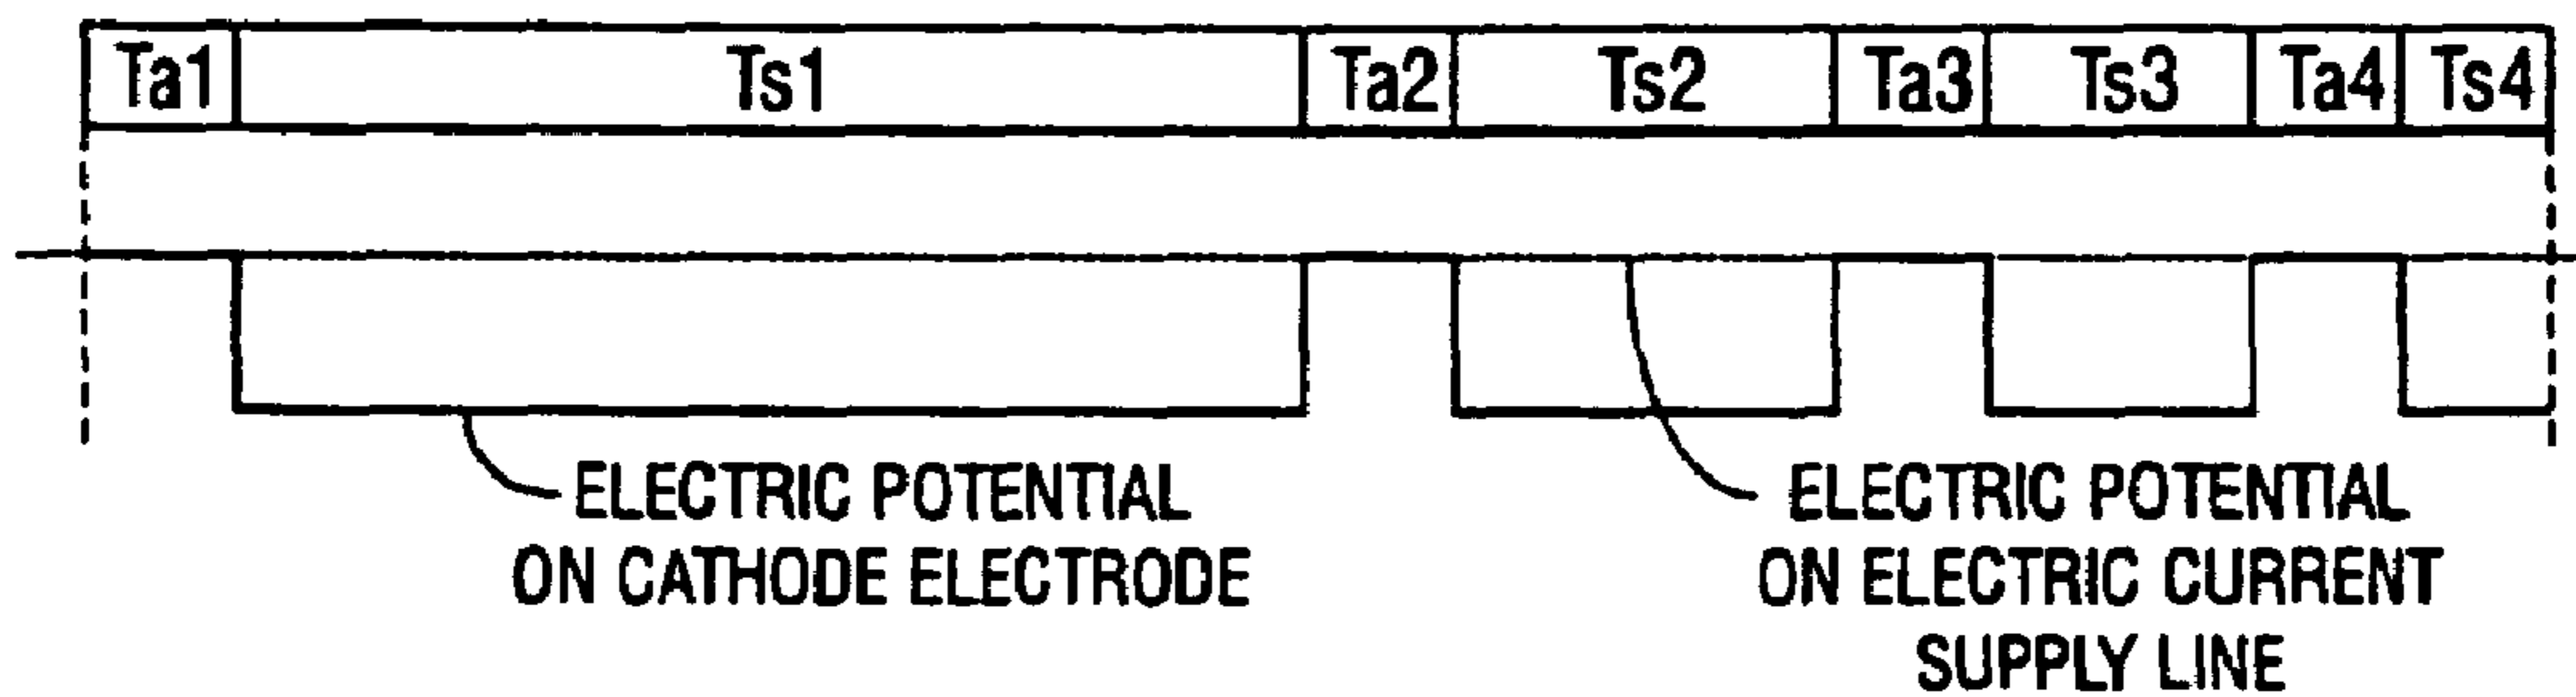 Ta1 Ts1 Ta2 Ts2 Ta3 Ts3 Ta4 Ts4
ELECTRIC POTENTIAL
ON CATHODE ELECTRODE
ELECTRIC POTENTIAL
ON ELECTRIC CURRENT
SUPPLY LINE